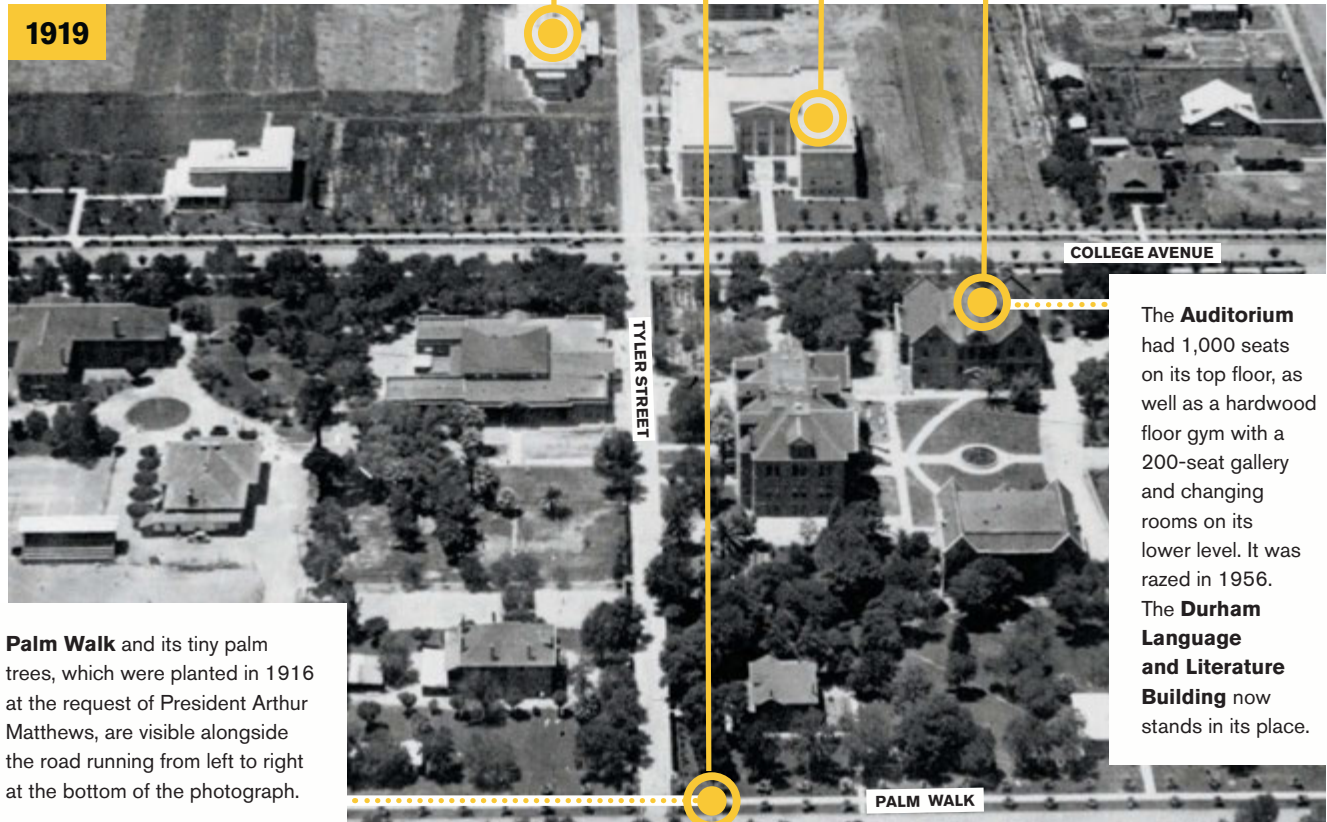 1919
COLLEGE AVENUE
TYLER STREET
The Auditorium
had 1,000 seats
on its top floor, as
well as a hardwood
floor gym with a
200-seat gallery
and changing
rooms on its
lower level. It was
razed in 1956.
The Durham
Language
and Literature
Building now
stands in its place.
Palm Walk and its tiny palm
trees, which were planted in 1916
at the request of President Arthur
Matthews, are visible alongside
the road running from left to right
at the bottom of the photograph.
PALM WALK